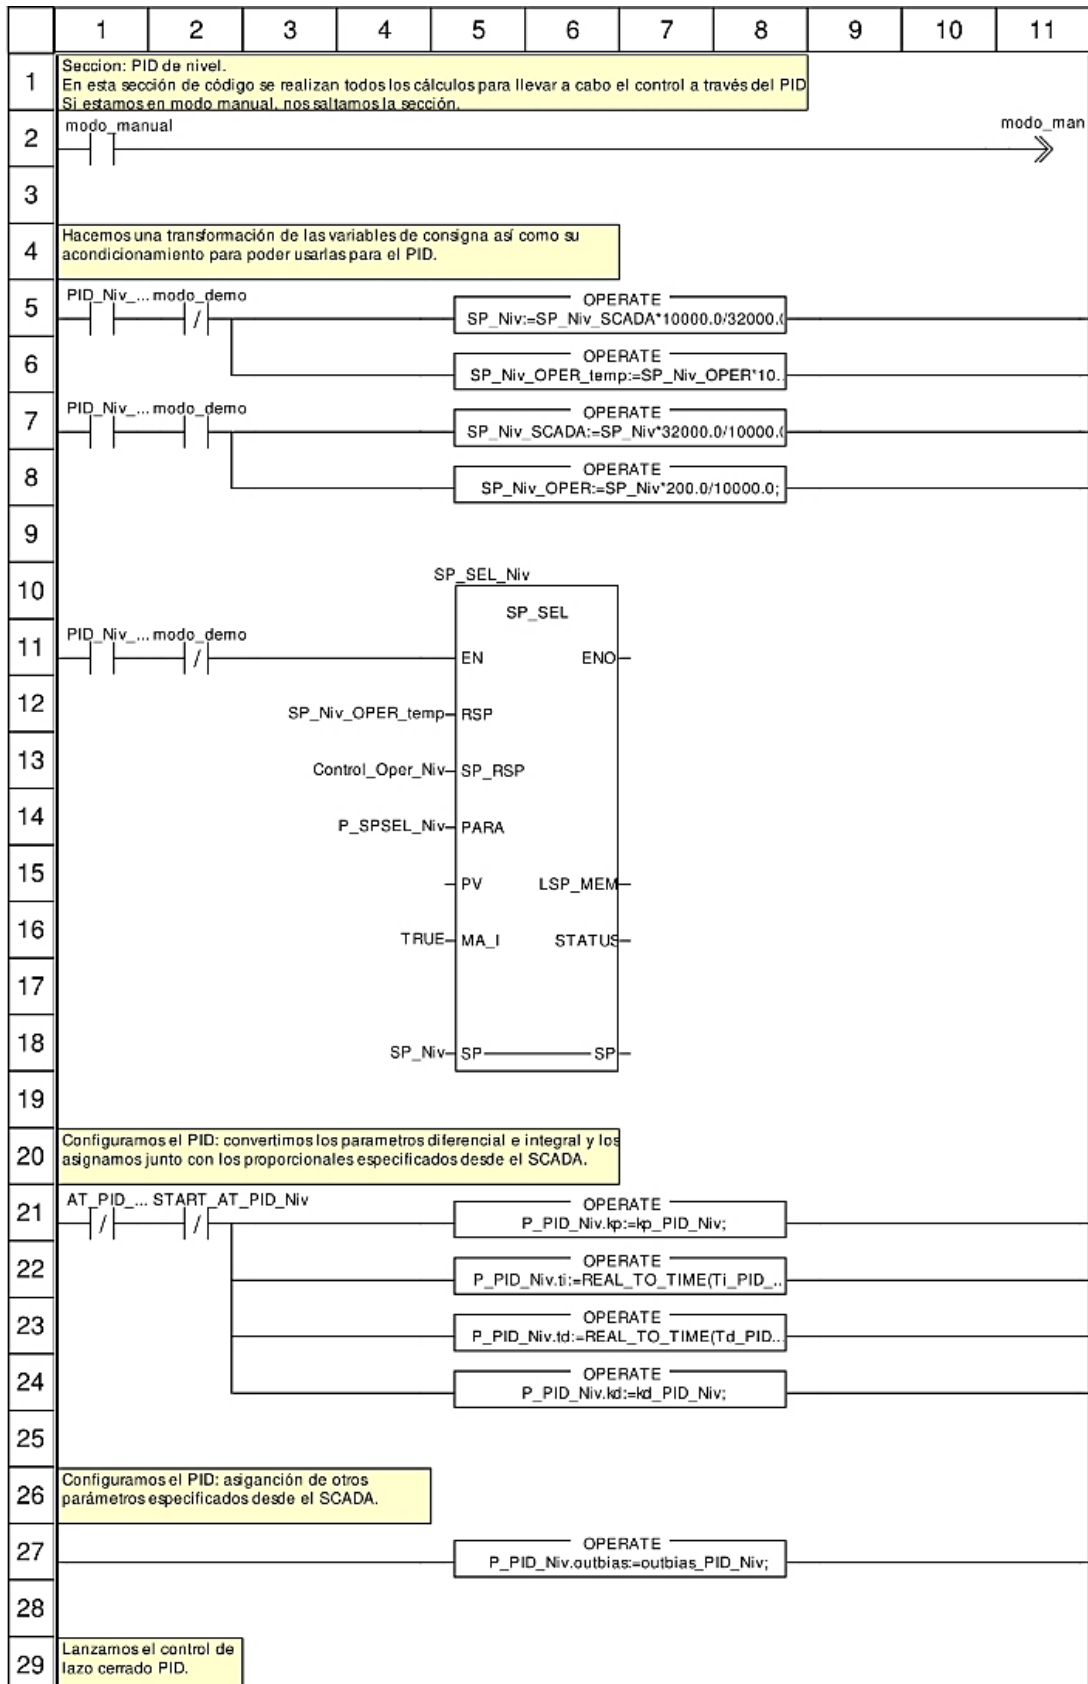 1 2 3 4 5 6 7 8 9 10 11
1
Seccion: PID de nivel.
En esta sección de código se realizan todos los cálculos para llevar a cabo el control a través del PID
Si estamos en modo manual, nos saltamos la sección.
2
modo_manual modo_man
3
4
Hacemos una transformación de las variables de consigna así como su
acondicionamiento para poder usarlas para el PID.
5
PID_Niv_... modo_demo
OPERATE
SP_Niv:=SP_Niv_SCADA*10000.0/32000.(
6
OPERATE
SP_Niv_OPER_temp:=SP_Niv_OPER*10...
7
PID_Niv_... modo_demo
OPERATE
SP_Niv_SCADA:=SP_Niv*32000.0/10000.(
8
OPERATE
SP_Niv_OPER:=SP_Niv*200.0/10000.0;
9
10
SP_SEL_Niv
SP_SEL
11
PID_Niv_... modo_demo
EN ENO
12
SP_Niv_OPER_temp RSP
13
Control_Oper_Niv SP_RSP
14
P_SPSEL_Niv PARA
15
PV LSP_MEM
16
TRUE MA_I STATUS
17
18
SP_Niv SP SP
19
20
Configuramos el PID: convertimos los parametros diferencial e integral y los
asignamos junto con los proporcionales especificados desde el SCADA.
21
AT_PID_... START_AT_PID_Niv
OPERATE
P_PID_Niv.kp:=kp_PID_Niv;
22
OPERATE
P_PID_Niv.ti:=REAL_TO_TIME(Ti_PID_...
23
OPERATE
P_PID_Niv.td:=REAL_TO_TIME(Td_PID...
24
OPERATE
P_PID_Niv.kd:=kd_PID_Niv;
25
26
Configuramos el PID: asigancíón de otros
parámetros especificados desde el SCADA.
27
OPERATE
P_PID_Niv.outbias:=outbias_PID_Niv;
28
29
Lanzamos el control de
lazo cerrado PID.